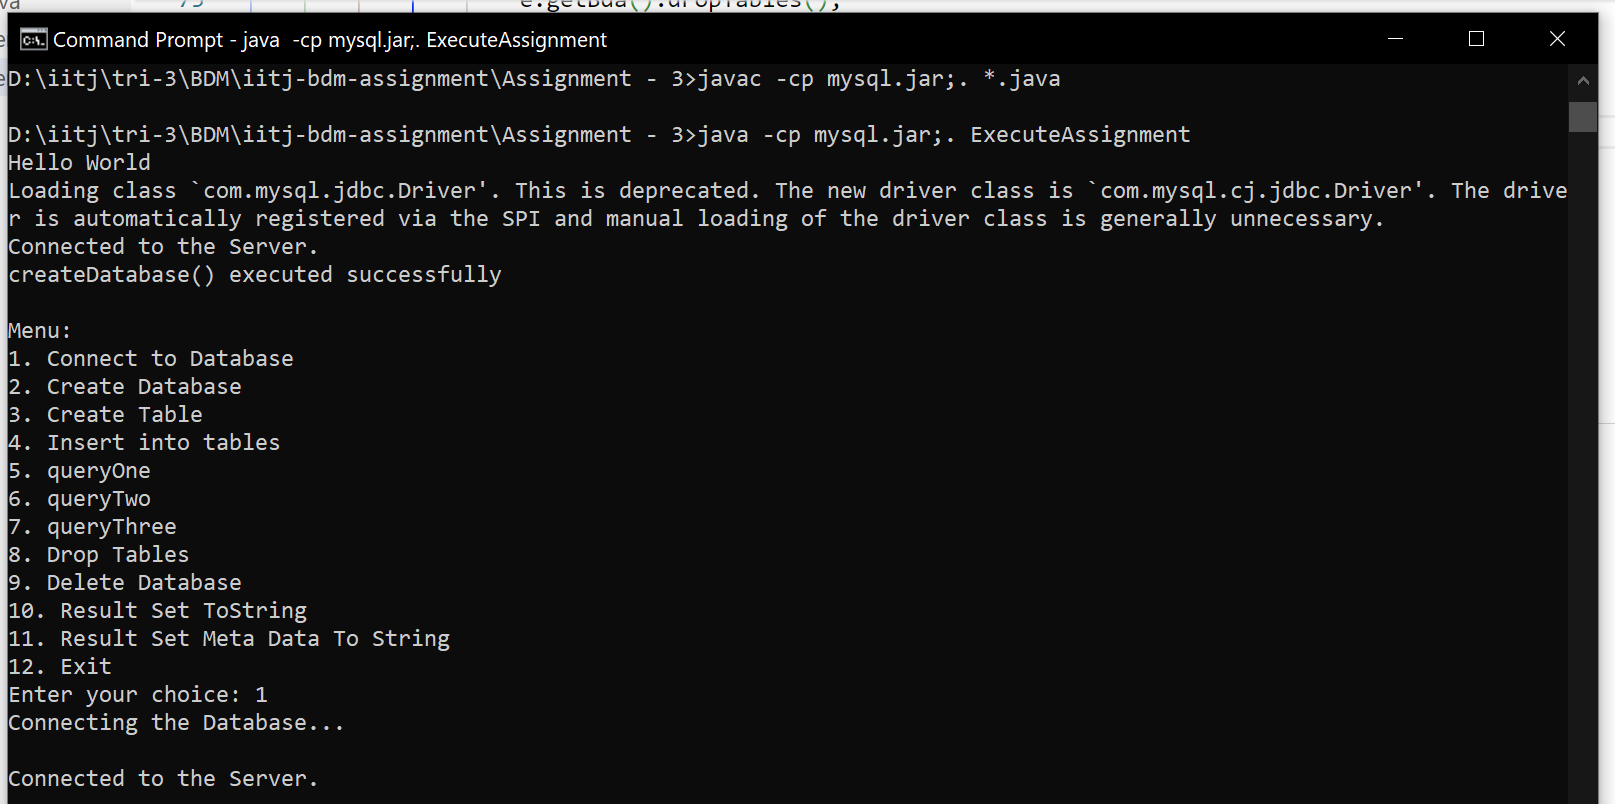 e.getBda().dropTables();
Command Prompt - java  -cp mysql.jar;. ExecuteAssignment
D:\iitj\tri-3\BDM\iitj-bdm-assignment\Assignment - 3>javac -cp mysql.jar;. *.java
D:\iitj\tri-3\BDM\iitj-bdm-assignment\Assignment - 3>java -cp mysql.jar;. ExecuteAssignment
Hello World
Loading class `com.mysql.jdbc.Driver'. This is deprecated. The new driver class is `com.mysql.cj.jdbc.Driver'. The drive
r is automatically registered via the SPI and manual loading of the driver class is generally unnecessary.
Connected to the Server.
createDatabase() executed successfully
Menu:
1. Connect to Database
2. Create Database
3. Create Table
4. Insert into tables
5. queryOne
6. queryTwo
7. queryThree
8. Drop Tables
9. Delete Database
10. Result Set ToString
11. Result Set Meta Data To String
12. Exit
Enter your choice: 1
Connecting the Database...
Connected to the Server.